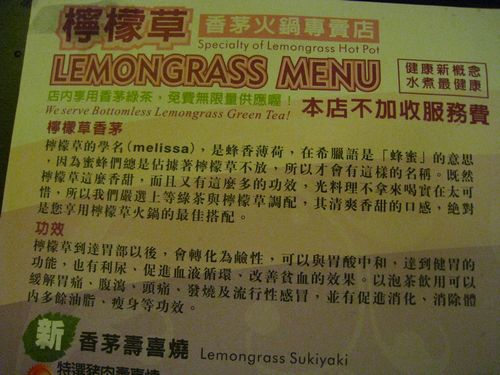 檸檬草 香茅火鍋專賣店
Specialty of Lemongrass Hot Pot
LEMONGRASS MENU
健康新概念
水煮最健康
店內享用香茅綠茶，免費無限量供應喔！
We serve Bottomless Lemongrass Green Tea!
本店不加收服務費
檸檬草香茅
檸檬草的學名(melissa)，是蜂香薄荷，在希臘語是「蜂蜜」的意思
，因為蜜蜂們總是佔據著檸檬草不放，所以才會有這樣的名稱。既然
檸檬草這麼香甜，而且又有這麼多的功效，光料理不拿來喝實在太可
惜，所以我們嚴選上等綠茶與檸檬草調配，其清爽香甜的口感，絕對
是您享用檸檬草火鍋的最佳搭配。
功效
檸檬草到達胃部以後，會轉化為鹼性，可以與胃酸中和，達到健胃的
功能，也有利尿、促進血液循環、改善貧血的效果。以泡茶飲用可以
緩解胃痛、腹瀉、頭痛、發燒及流行性感冒，並有促進消化、消除體
內多餘油脂、瘦身等功效。
新 香茅壽喜燒 Lemongrass Sukiyaki
特選豬肉壽喜燒